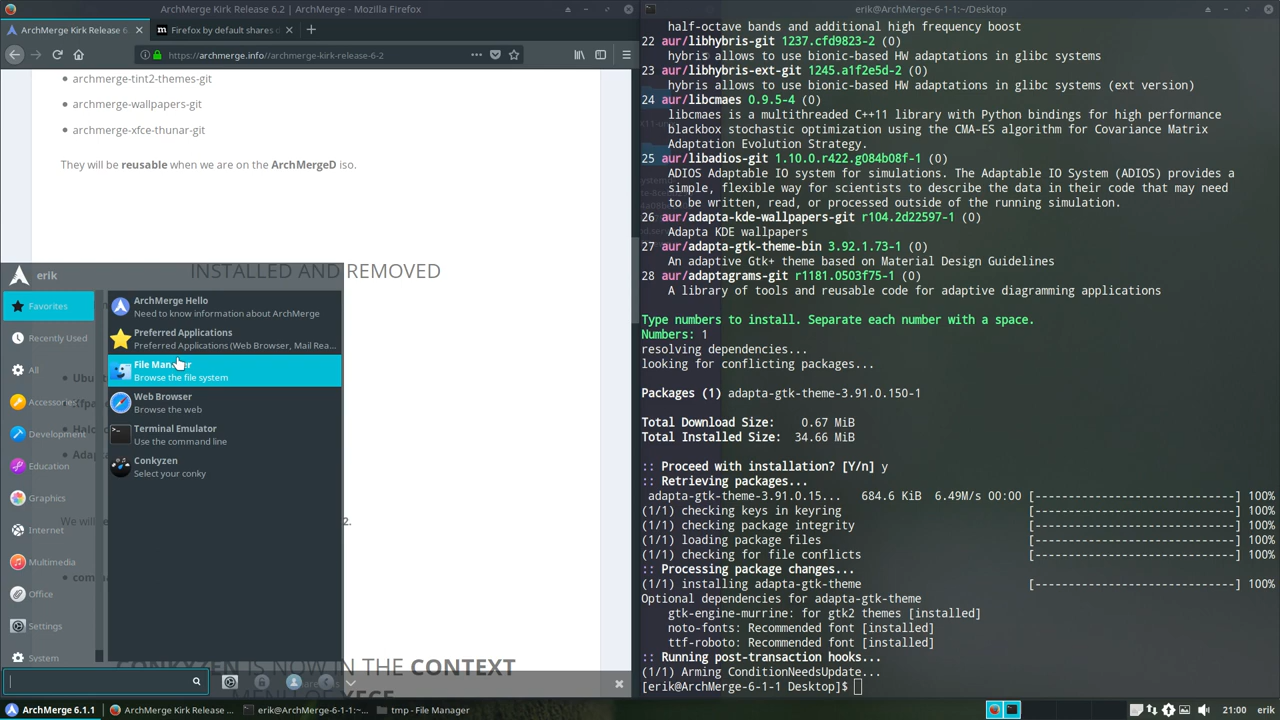 ArchMerge Kirk Release 6.2 | ArchMerge - Mozilla Firefox
ArchMerge Kirk Release 6.2
Firefox by default shares d
https://archmerge.info//archmerge-kirk-release-6-2
archmerge-tint2-themes-git
archmerge-wallpapers-git
archmerge-xfce-thunar-git
They will be reusable when we are on the ArchMergeD iso.
INSTALLED AND REMOVED
erik
Favorites
Recently Used
All
Accessories
Development
Education
Graphics
Internet
Multimedia
Office
Settings
System
ArchMerge Hello
Need to know information about ArchMerge
Preferred Applications
Preferred Applications (Web Browser, Mail Rea...
File Manager
Browse the file system
Web Browser
Browse the web
Terminal Emulator
Use the command line
Conkyzen
Select your conky
We will
2.
CONKYZEN IS NOW IN THE CONTEXT
MENU OF XFCE
erik@ArchMerge-6-1-1:~/Desktop
half-octave bands and additional high frequency boost
22 aur/libhybris-git 1237.cfd9823-2 (0)
hybris allows to use bionic-based HW adaptations in glibc systems
23 aur/libhybris-ext-git 1245.a1f2e5d-2 (0)
hybris allows to use bionic-based HW adaptations in glibc systems (ext version)
24 aur/libcmaes 0.9.5-4 (0)
libcmaes is a multithreaded C++11 library with Python bindings for high performance
blackbox stochastic optimization using the CMA-ES algorithm for Covariance Matrix
Adaptation Evolution Strategy.
25 aur/libadios-git 1.10.0.r422.g084b08f-1 (0)
ADIOS Adaptable IO system for simulations. The Adaptable IO System (ADIOS) provides a
simple, flexible way for scientists to describe the data in their code that may need
to be written, read, or processed outside of the running simulation.
26 aur/adapta-kde-wallpapers-git r104.2d22597-1 (0)
Adapta KDE wallpapers
27 aur/adapta-gtk-theme-bin 3.92.1.73-1 (0)
An adaptive Gtk+ theme based on Material Design Guidelines
28 aur/adaptagrams-git r1181.0503f75-1 (0)
A library of tools and reusable code for adaptive diagramming applications
Type numbers to install. Separate each number with a space.
Numbers: 1
resolving dependencies...
looking for conflicting packages...
Packages (1) adapta-gtk-theme-3.91.0.150-1
Total Download Size: 0.67 MiB
Total Installed Size: 34.66 MiB
:: Proceed with installation? [Y/n] y
:: Retrieving packages...
adapta-gtk-theme-3.91.0.15... 684.6 KiB 6.49M/s 00:00 [----------------------------] 100%
(1/1) checking keys in keyring [----------------------------] 100%
(1/1) checking package integrity [----------------------------] 100%
(1/1) loading package files [----------------------------] 100%
(1/1) checking for file conflicts [----------------------------] 100%
:: Processing package changes...
(1/1) installing adapta-gtk-theme [----------------------------] 100%
Optional dependencies for adapta-gtk-theme
gtk-engine-murrine: for gtk2 themes [installed]
noto-fonts: Recommended font [installed]
ttf-roboto: Recommended font [installed]
:: Running post-transaction hooks...
(1/1) Arming ConditionNeedsUpdate...
[erik@ArchMerge-6-1-1 Desktop]$
ArchMerge 6.1.1
ArchMerge Kirk Release ...
erik@ArchMerge-6-1-1:~/...
tmp - File Manager
21:00
erik